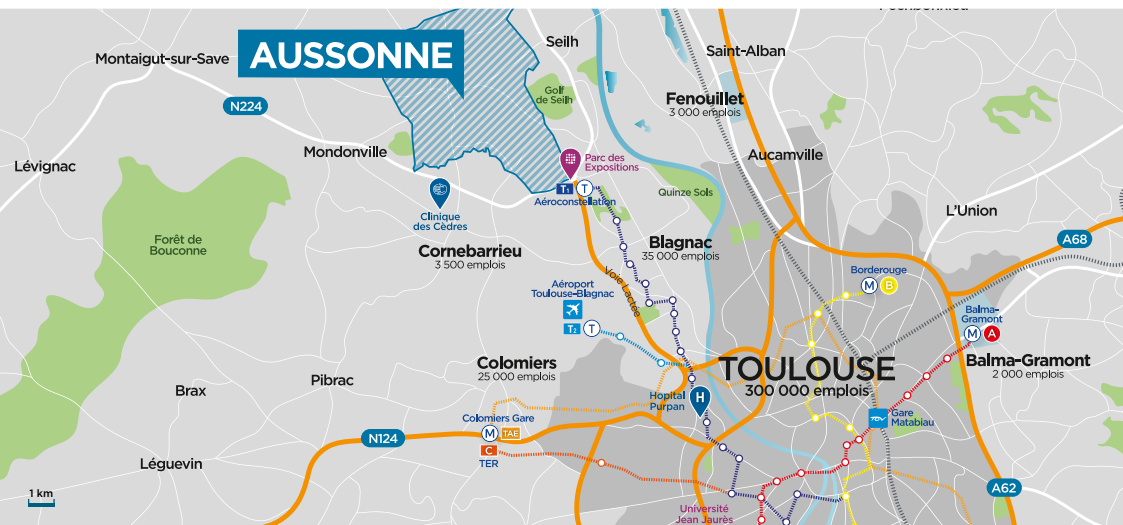 Seilh
Saint-Alban
Montaigut-sur-Save
AUSSONNE
Golf
de Seilh
Fenouillet
3 000 emplois
N224
Mondonville
Aucamville
Lévignac
Parc des
Expositions
T1
T
Aéroconstellation
Quinze Sols
Clinique
des Cèdres
L'Union
Forêt de
Bouconne
Cornebarrieu
3 500 emplois
Blagnac
35 000 emplois
A68
Voie Lactée
Borderouge
M
B
Aéroport
Toulouse-Blagnac
T2
T
Balma-
Gramont
M
A
Colomiers
25 000 emplois
TOULOUSE
300 000 emplois
Balma-Gramont
2 000 emplois
Pibrac
Brax
Hopital
Purpan
H
Gare
Matabiau
Colomiers Gare
M
TAE
C
TER
N124
Léguevin
1 km
A62
Université
Jean Jaurès